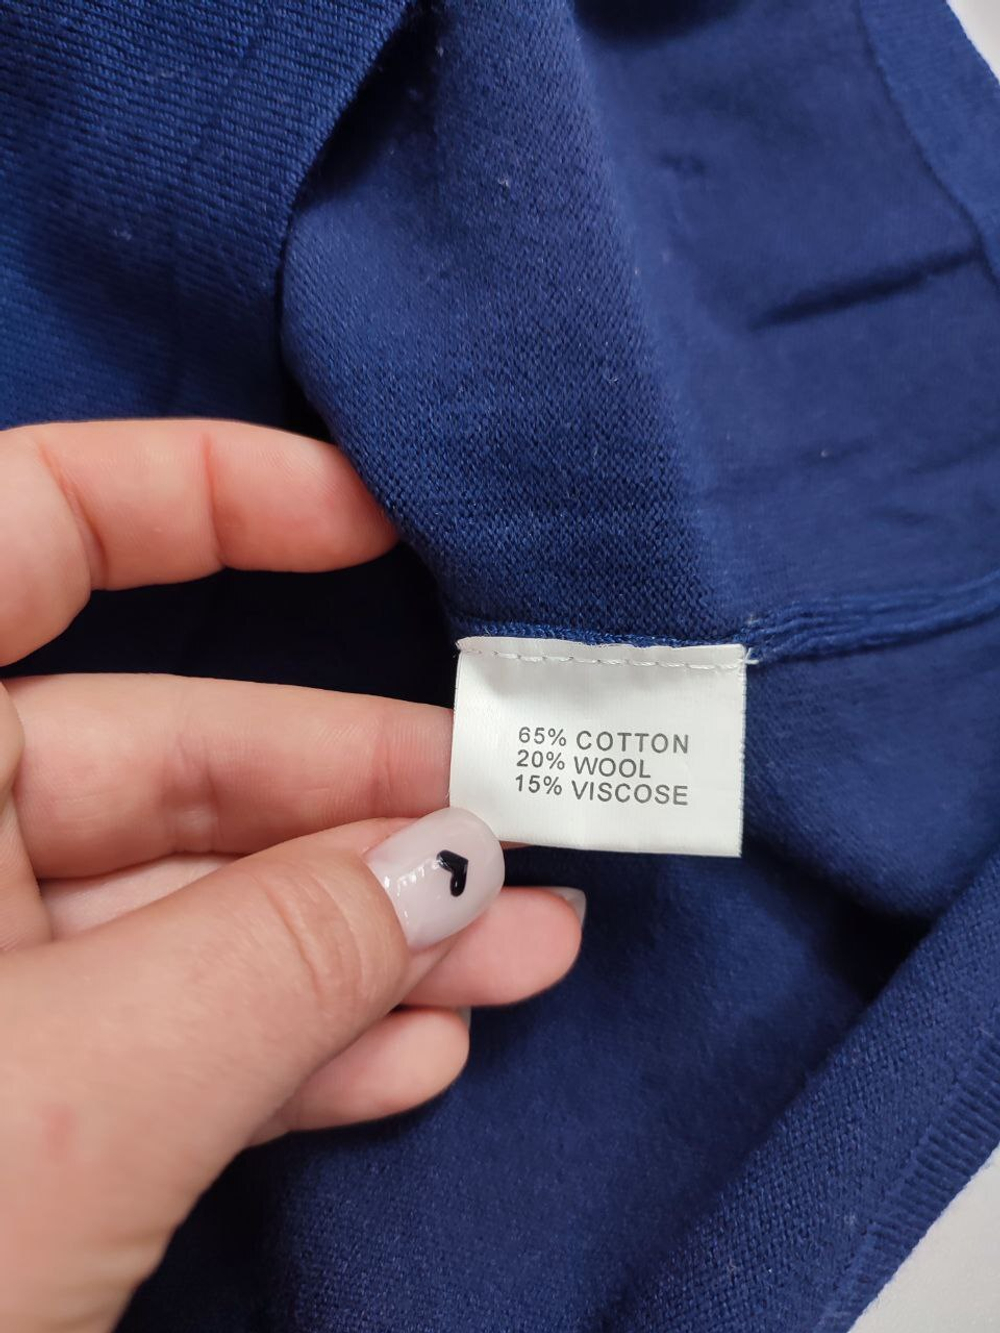 65% COTTON
20% WOOL
15% VISCOSE